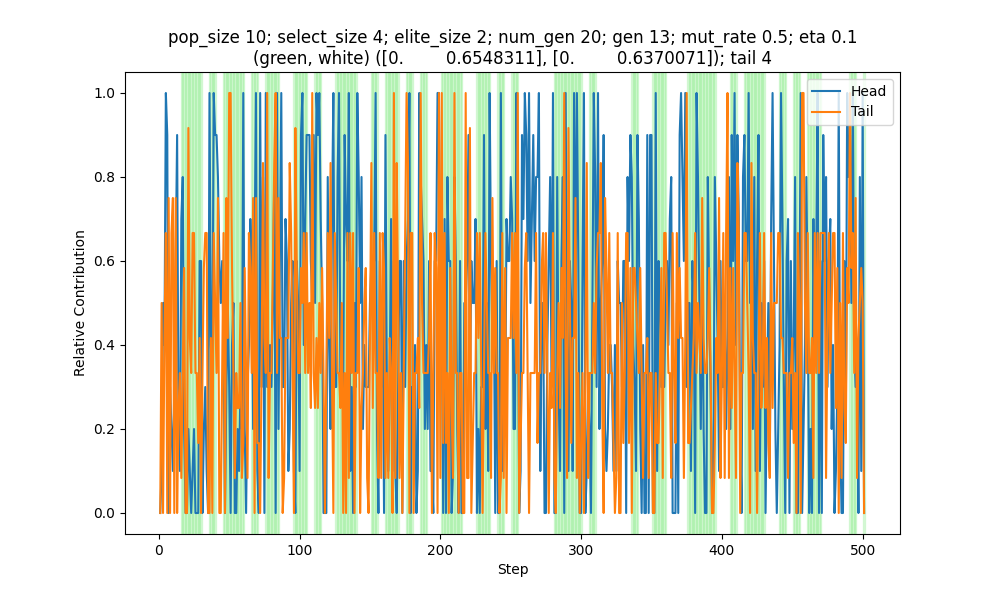 pop_size 10; select_size 4; elite_size 2; num_gen 20; gen 13; mut_rate 0.5; eta 0.1
(green, white) ([0. 0.6548311], [0. 0.6370071]); tail 4
Head
Tail
Relative Contribution
1.0
0.8
0.6
0.4
0.2
0.0
0 100 200 300 400 500
Step